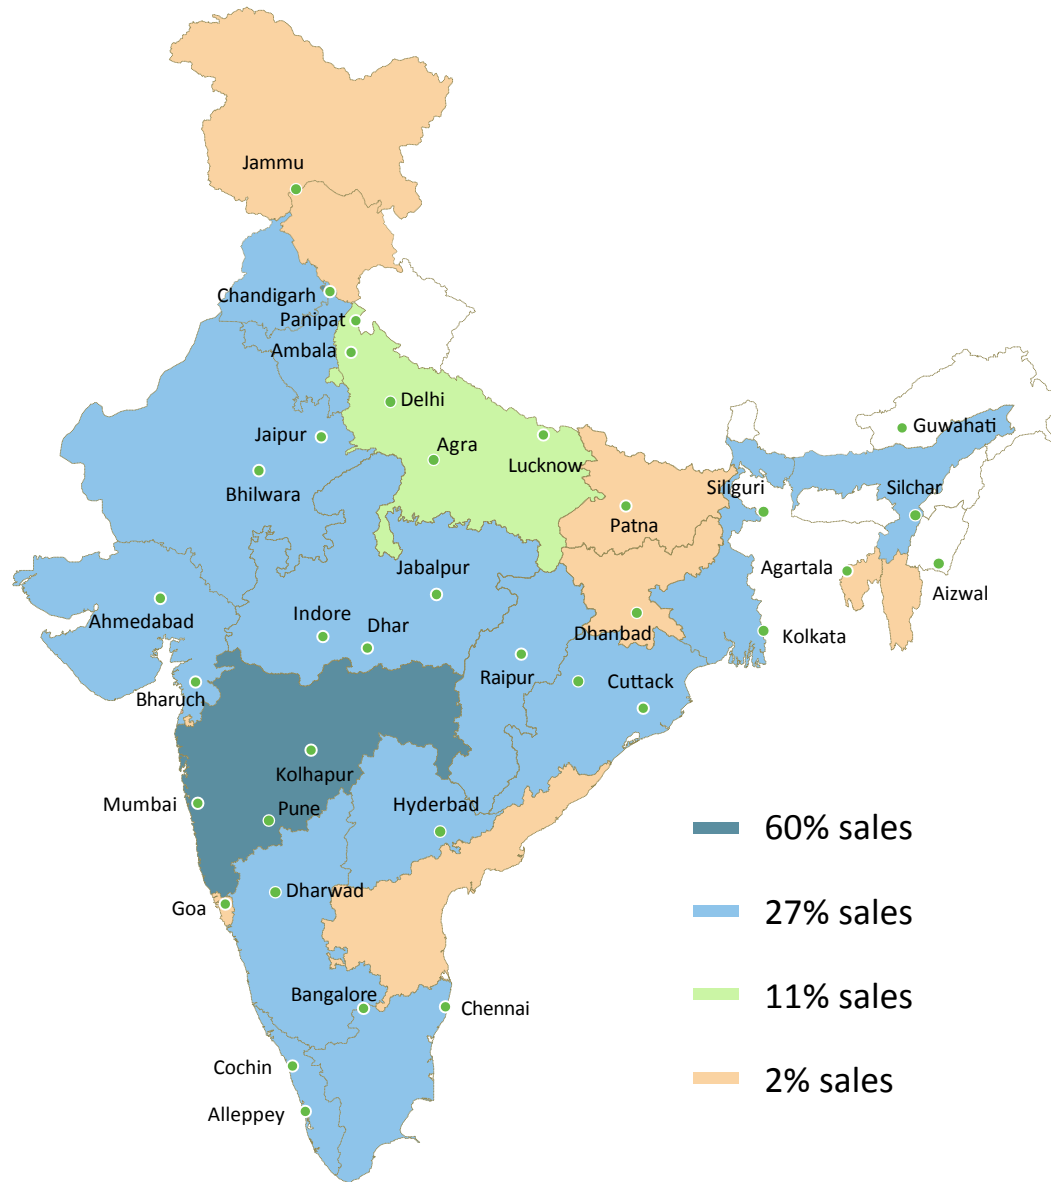 Jammu
Chandigarh
Panipat
Ambala
Delhi
Jaipur
Agra
Lucknow
Guwahati
Bhilwara
Siliguri
Silchar
Patna
Jabalpur
Agartala
Aizwal
Ahmedabad
Indore
Dhar
Dhanbad
Kolkata
Raipur
Cuttack
Bharuch
Kolhapur
Mumbai
Pune
Hyderbad
60% sales
Dharwad
Goa
27% sales
Bangalore
Chennai
11% sales
Cochin
2% sales
Alleppey